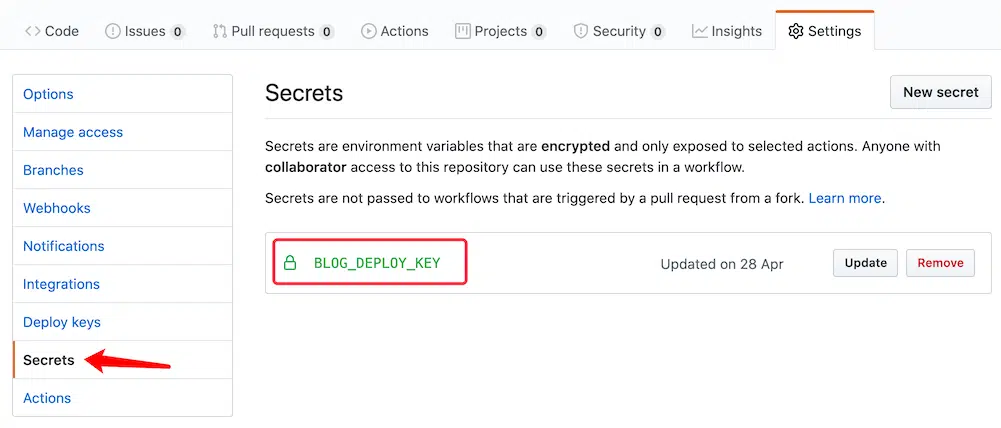 Code Issues 0 Pull requests 0 Actions Projects 0 Security 0 Insights Settings
Options
Manage access
Branches
Webhooks
Notifications
Integrations
Deploy keys
Secrets
Actions
Secrets
New secret
Secrets are environment variables that are encrypted and only exposed to selected actions. Anyone with
collaborator access to this repository can use these secrets in a workflow.
Secrets are not passed to workflows that are triggered by a pull request from a fork. Learn more.
BLOG_DEPLOY_KEY Updated on 28 Apr Update Remove